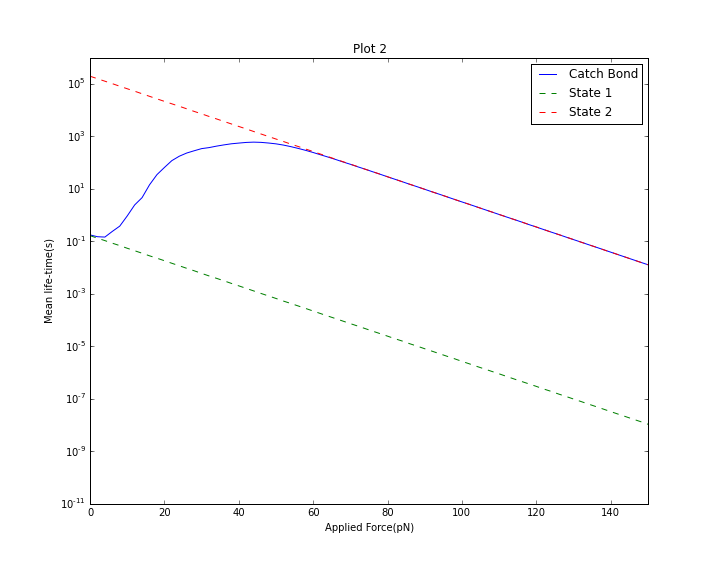 Plot 2
Catch Bond
State 1
State 2
10^5
10^3
10^1
10^-1
10^-3
10^-5
10^-7
10^-9
10^-11
Mean life-time(s)
0 20 40 60 80 100 120 140
Applied Force(pN)